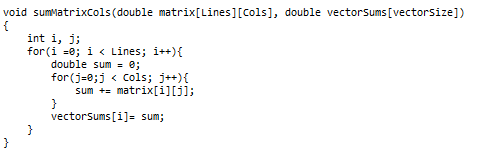 void sumMatrixCols(double matrix[Lines][Cols], double vectorSums[vectorSize])
{
    int i, j;
    for(i =0; i < Lines; i++){
        double sum = 0;
        for(j=0;j < Cols; j++){
            sum += matrix[i][j];
        }
        vectorSums[i]= sum;
    }
}